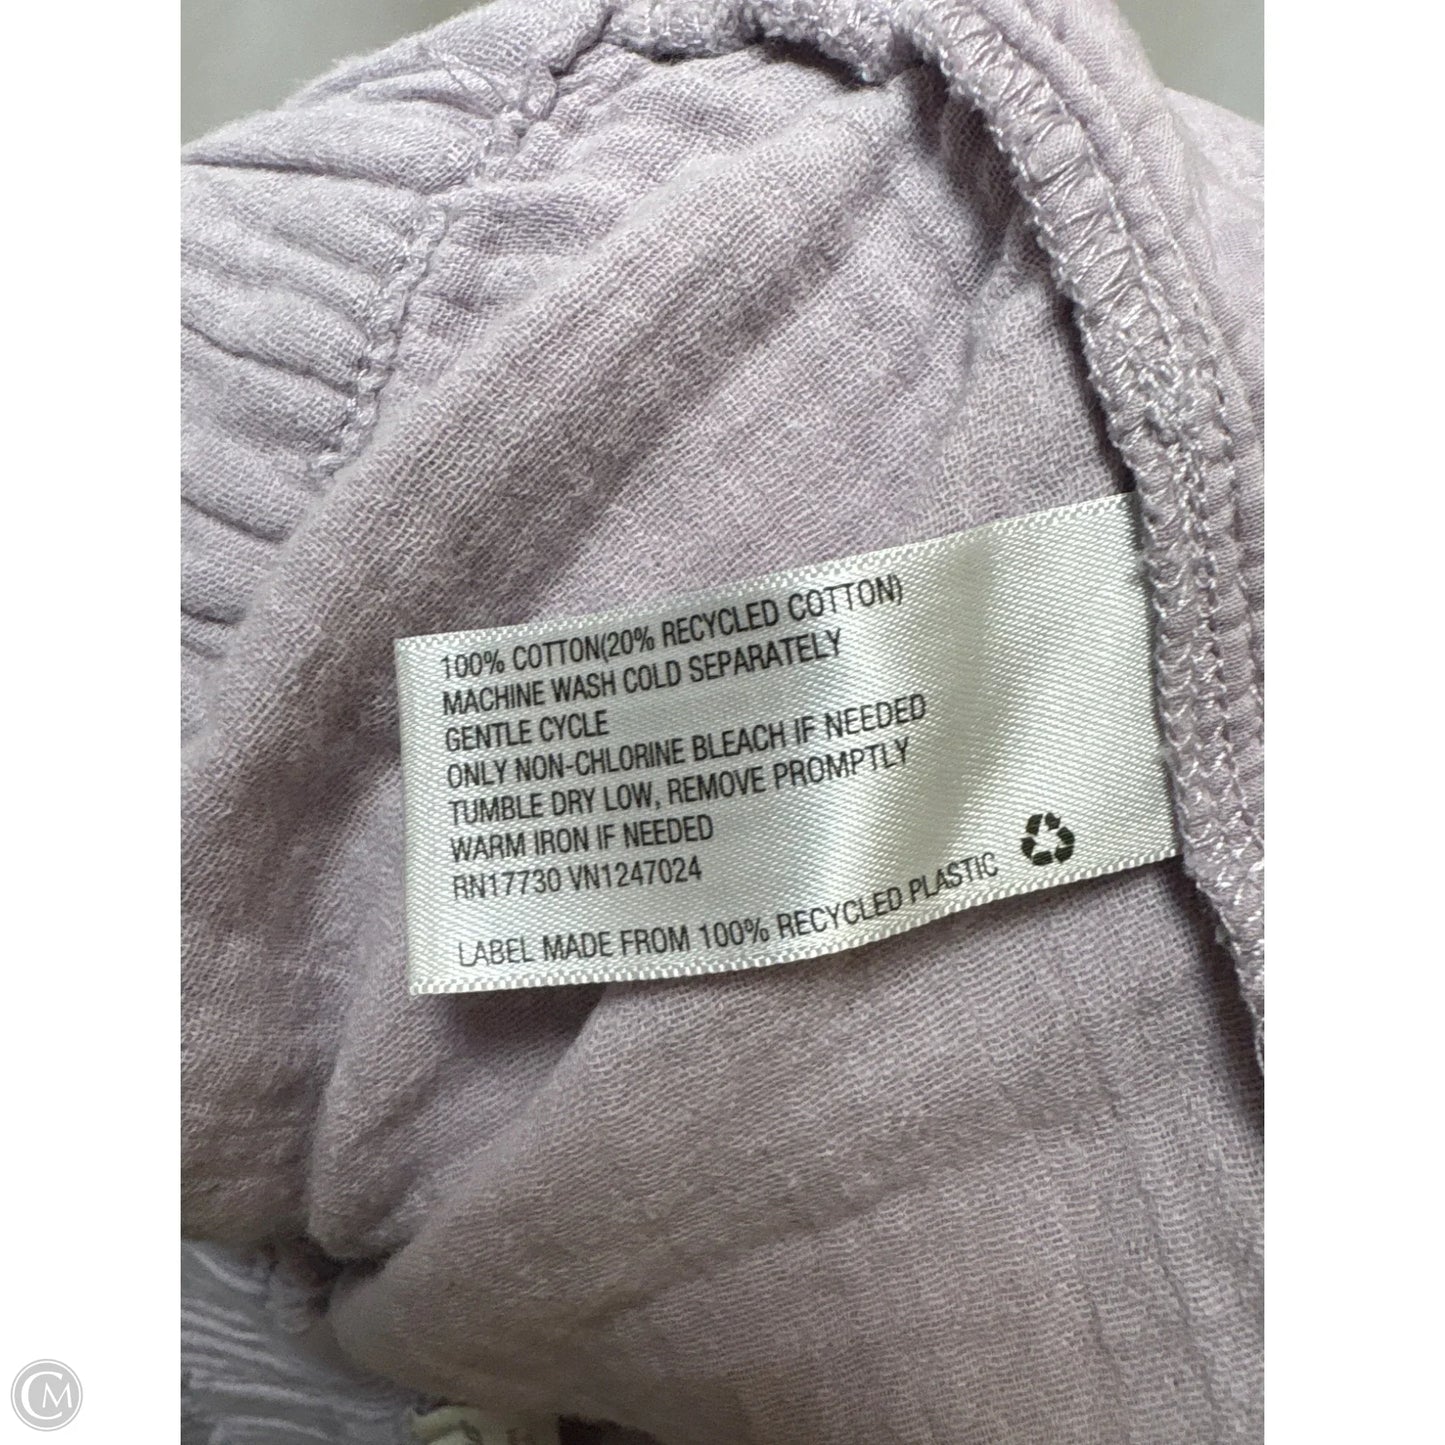 100% COTTON(20% RECYCLED COTTON)
MACHINE WASH COLD SEPARATELY
GENTLE CYCLE
ONLY NON-CHLORINE BLEACH IF NEEDED
TUMBLE DRY LOW, REMOVE PROMPTLY
WARM IRON IF NEEDED
RN17730 VN1247024
LABEL MADE FROM 100% RECYCLED PLASTIC
CM